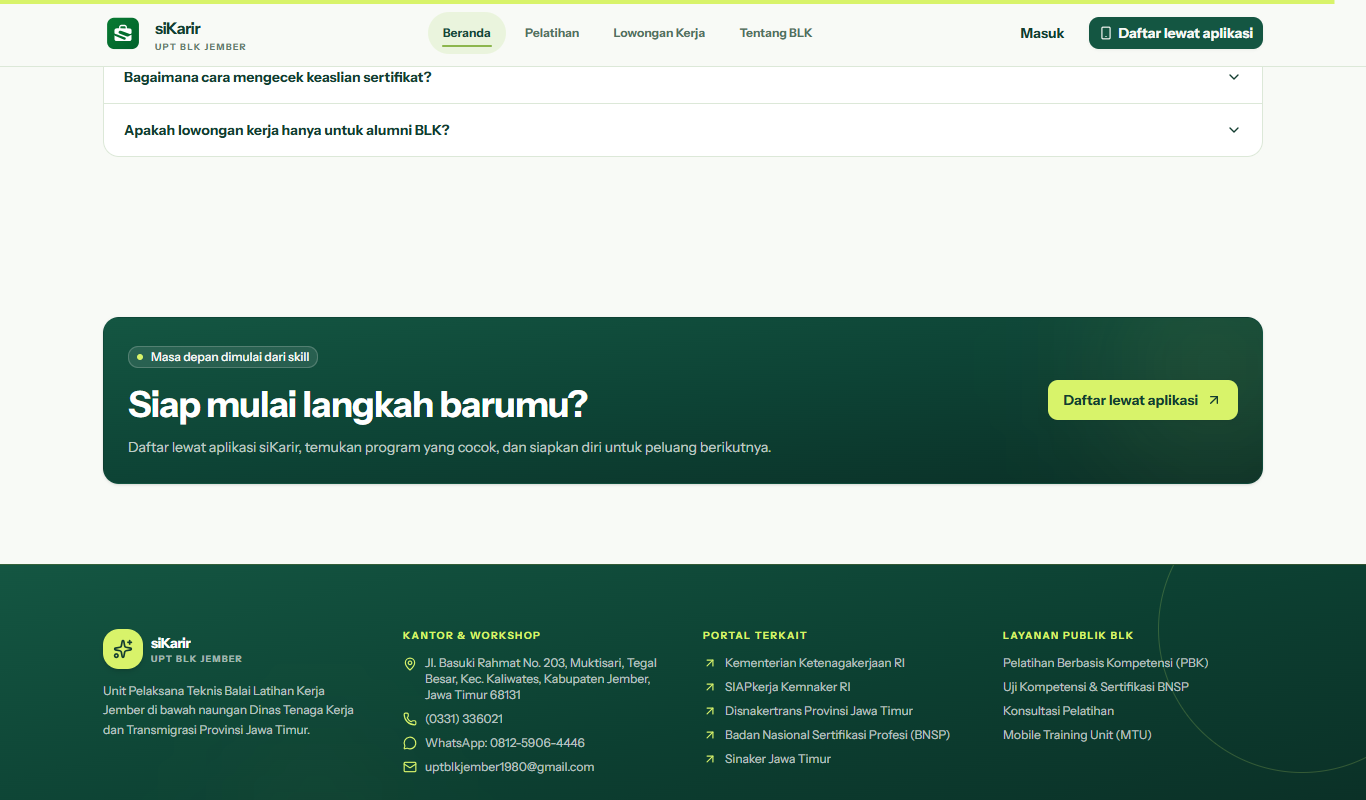 siKarir
UPT BLK JEMBER
Beranda
Pelatihan
Lowongan Kerja
Tentang BLK
Masuk
Daftar lewat aplikasi
Bagaimana cara mengecek keaslian sertifikat?
Apakah lowongan kerja hanya untuk alumni BLK?
Masa depan dimulai dari skill
Siap mulai langkah barumu?
Daftar lewat aplikasi siKarir, temukan program yang cocok, dan siapkan diri untuk peluang berikutnya.
Daftar lewat aplikasi
siKarir
UPT BLK JEMBER
Unit Pelaksana Teknis Balai Latihan Kerja
Jember di bawah naungan Dinas Tenaga Kerja
dan Transmigrasi Provinsi Jawa Timur.
KANTOR & WORKSHOP
Jl. Basuki Rahmat No. 203, Muktisari, Tegal
Besar, Kec. Kaliwates, Kabupaten Jember,
Jawa Timur 68131
(0331) 336021
WhatsApp: 0812-5906-4446
uptblkjember1980@gmail.com
PORTAL TERKAIT
Kementerian Ketenagakerjaan RI
SIAPkerja Kemnaker RI
Disnakertrans Provinsi Jawa Timur
Badan Nasional Sertifikasi Profesi (BNSP)
Sinaker Jawa Timur
LAYANAN PUBLIK BLK
Pelatihan Berbasis Kompetensi (PBK)
Uji Kompetensi & Sertifikasi BNSP
Konsultasi Pelatihan
Mobile Training Unit (MTU)